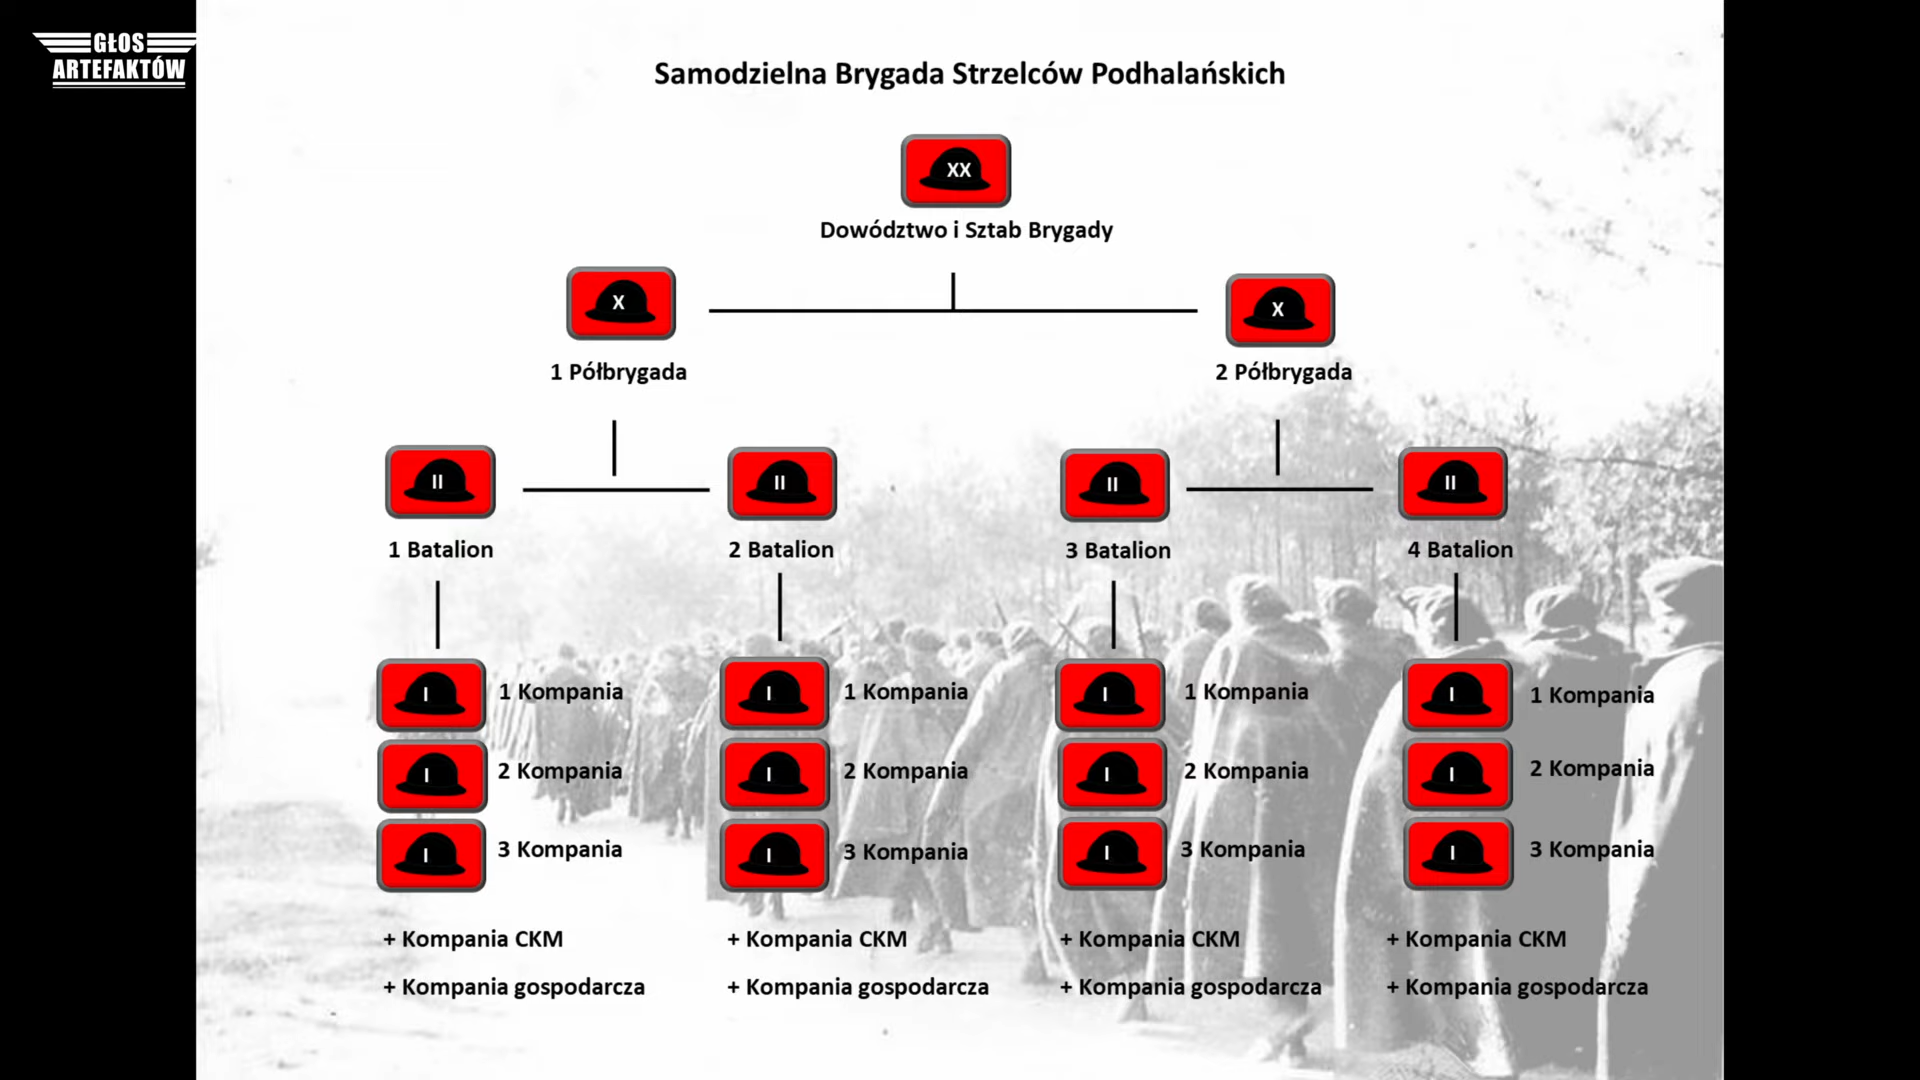 GŁOS
ARTEFAKTÓW
Samodzielna Brygada Strzelców Podhalańskich
XX
Dowództwo i Sztab Brygady
X
X
1 Półbrygada
2 Półbrygada
II
II
II
II
1 Batalion
2 Batalion
3 Batalion
4 Batalion
I 1 Kompania
I 1 Kompania
I 1 Kompania
I 1 Kompania
I 2 Kompania
I 2 Kompania
I 2 Kompania
I 2 Kompania
I 3 Kompania
I 3 Kompania
I 3 Kompania
I 3 Kompania
+ Kompania CKM
+ Kompania CKM
+ Kompania CKM
+ Kompania CKM
+ Kompania gospodarcza
+ Kompania gospodarcza
+ Kompania gospodarcza
+ Kompania gospodarcza